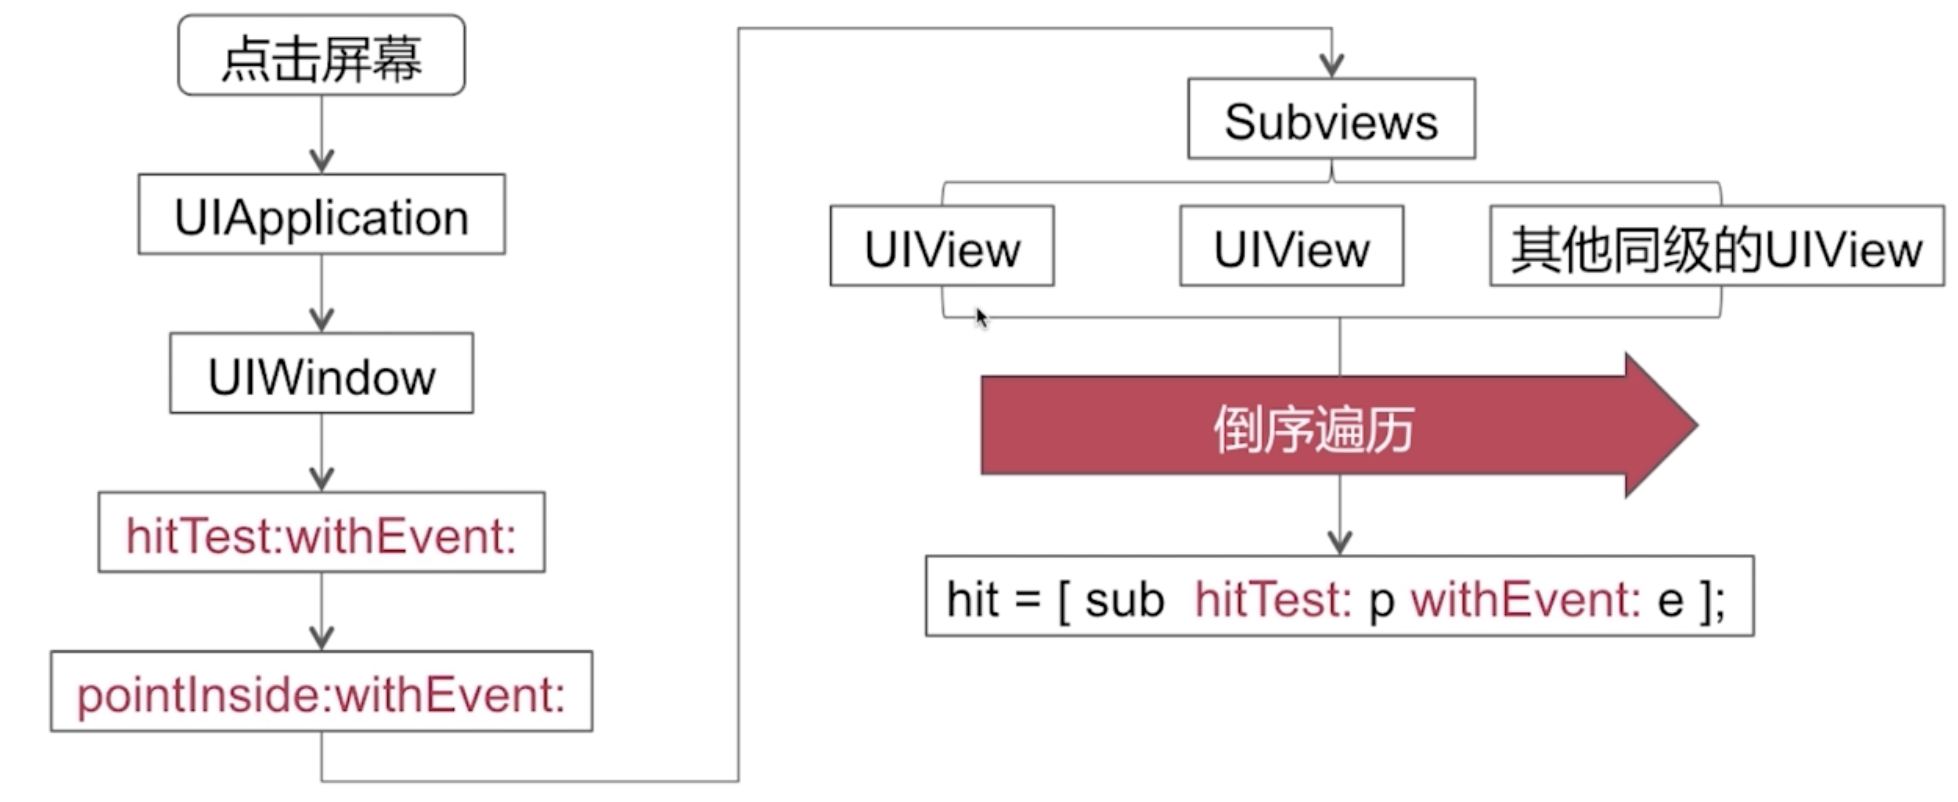 点击屏幕
UIApplication
UIWindow
hitTest:withEvent:
pointInside:withEvent:
Subviews
UIView
UIView
其他同级的UIView
倒序遍历
hit = [ sub hitTest: p withEvent: e ];